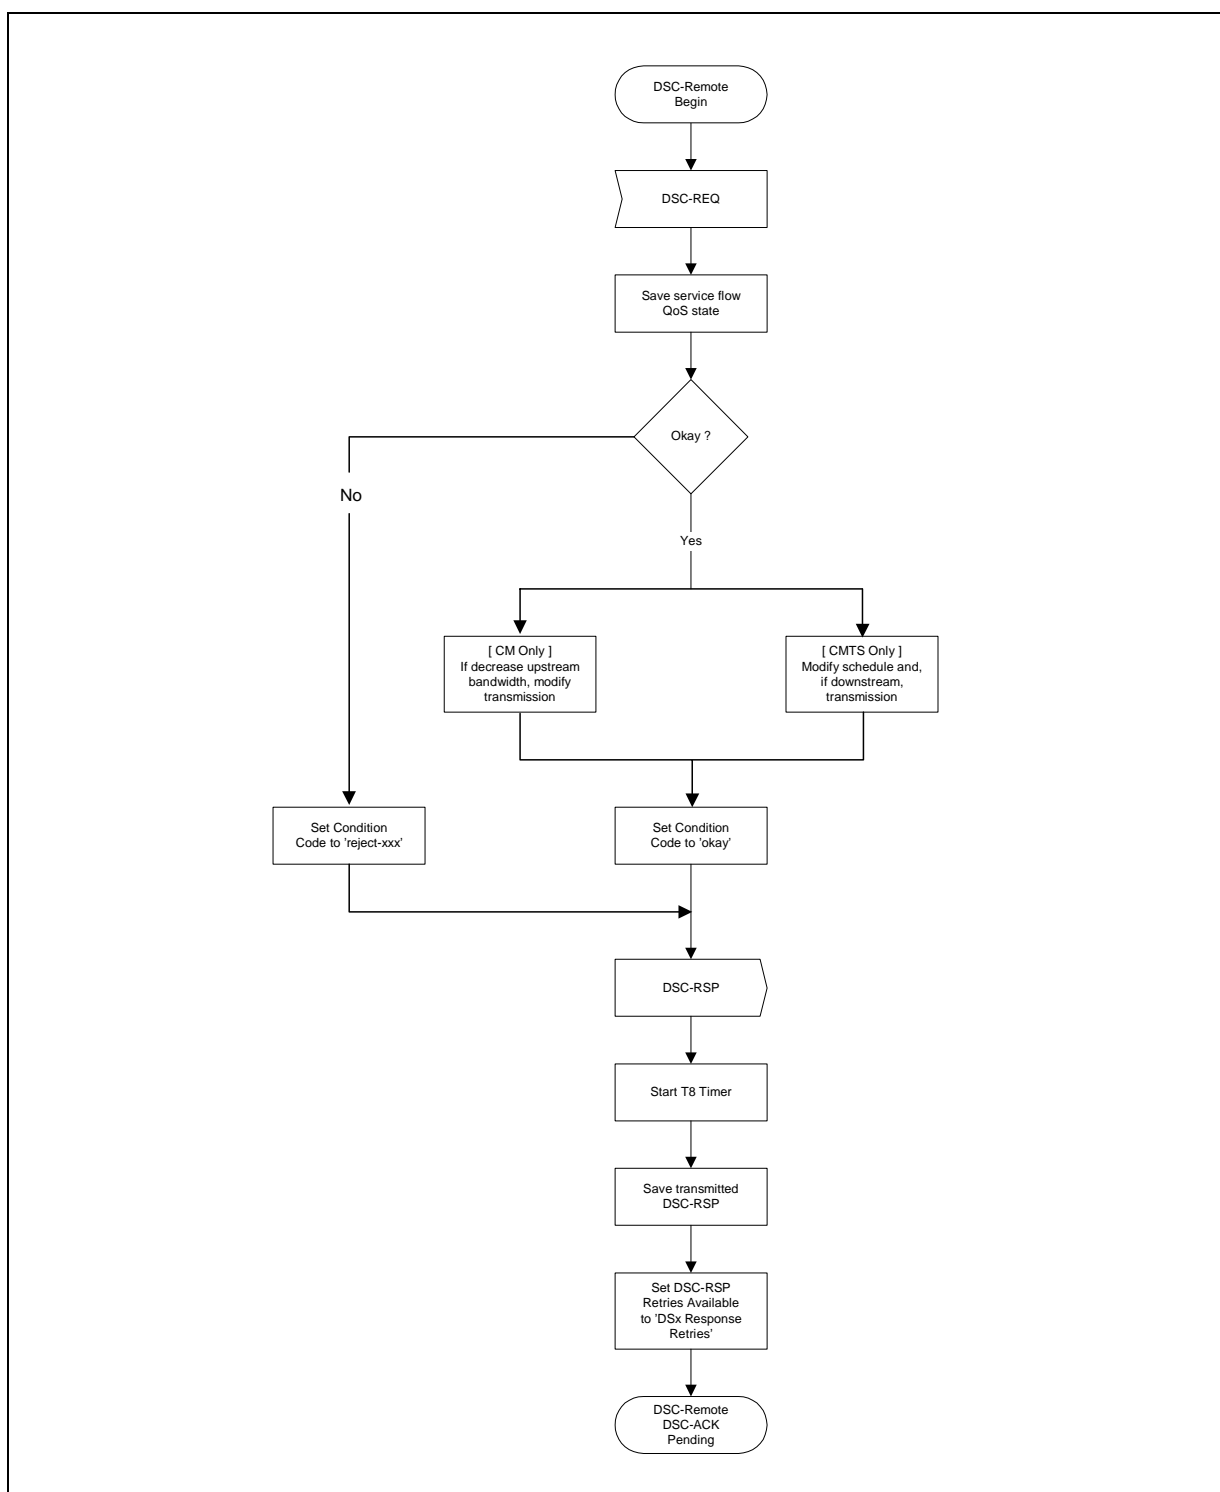 DSC-Remote
Begin
DSC-REQ
Save service flow
QoS state
Okay ?
No
Yes
[ CM Only ]
If decrease upstream
bandwidth, modify
transmission
[ CMTS Only ]
Modify schedule and,
if downstream,
transmission
Set Condition
Code to 'reject-xxx'
Set Condition
Code to 'okay'
DSC-RSP
Start T8 Timer
Save transmitted
DSC-RSP
Set DSC-RSP
Retries Available
to 'DSx Response
Retries'
DSC-Remote
DSC-ACK
Pending